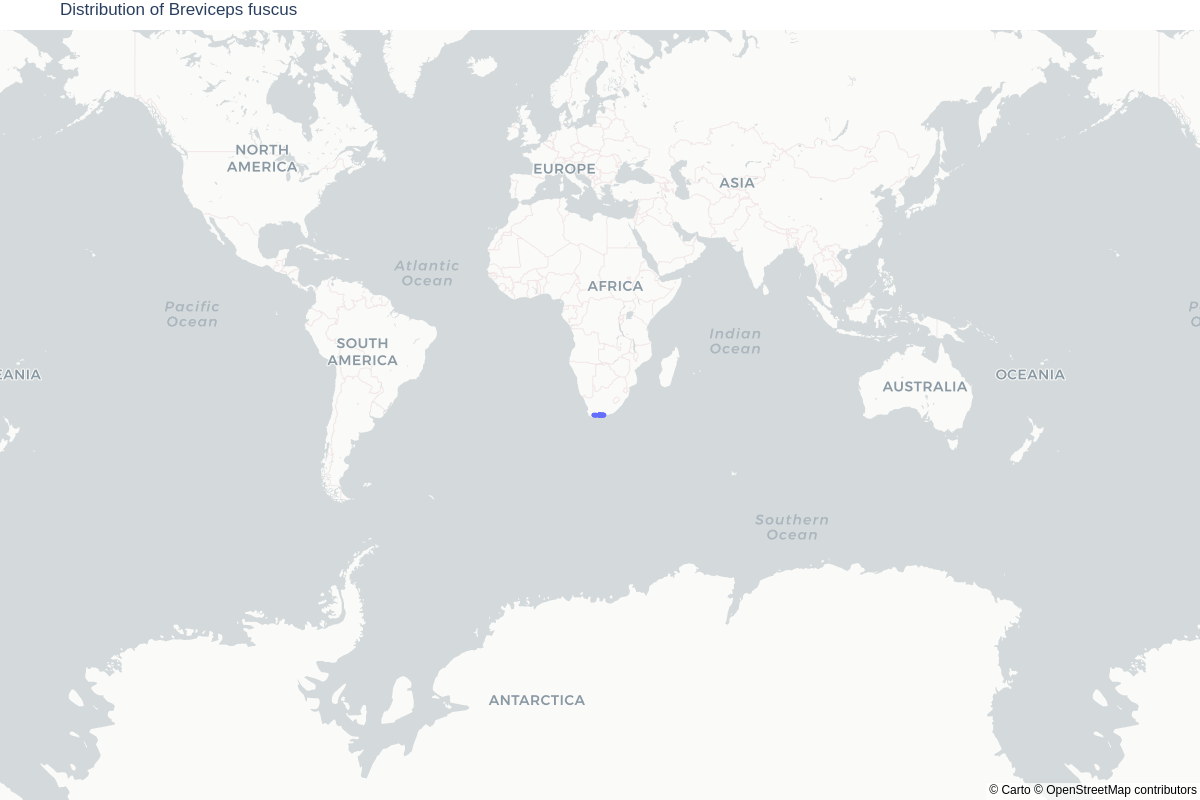 Distribution of Breviceps fuscus
NORTH
AMERICA
EUROPE
ASIA
Atlantic
Ocean
AFRICA
Pacific
Ocean
P
O
Indian
Ocean
SOUTH
AMERICA
EANIA
AUSTRALIA
OCEANIA
Southern
Ocean
ANTARCTICA
© Carto © OpenStreetMap contributors